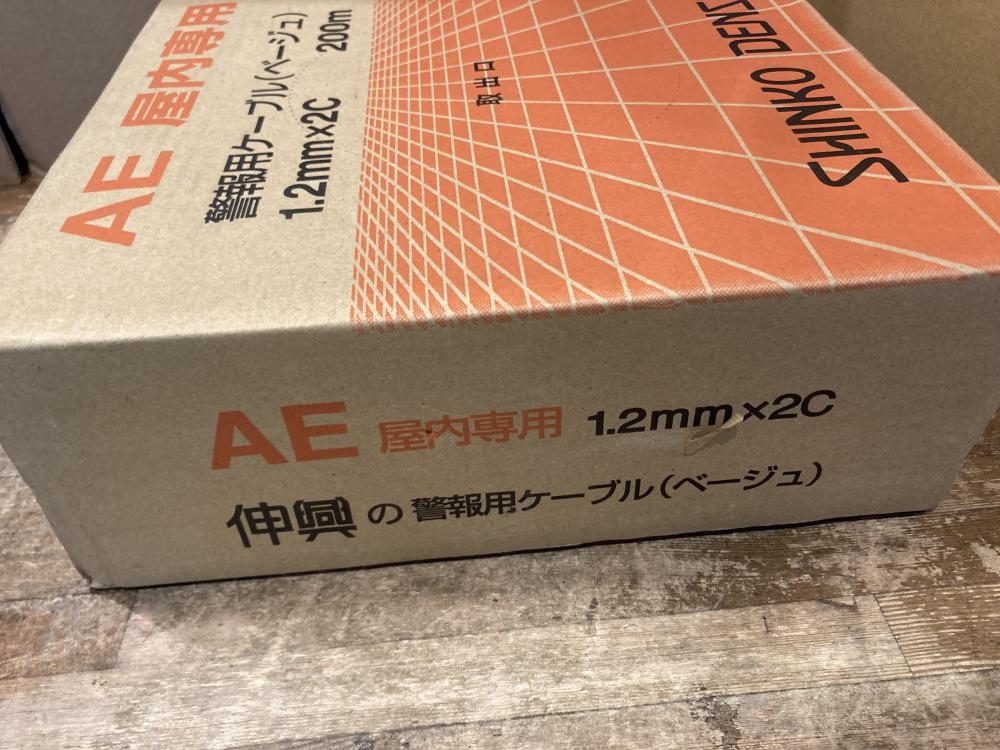 AE 屋内専用
警報用ケーブル(ベージュ)
1.2mm×2C 200m
取出口
SHINKO DENS
AE 屋内専用 1.2mm×2C
伸興の警報用ケーブル(ベージュ)